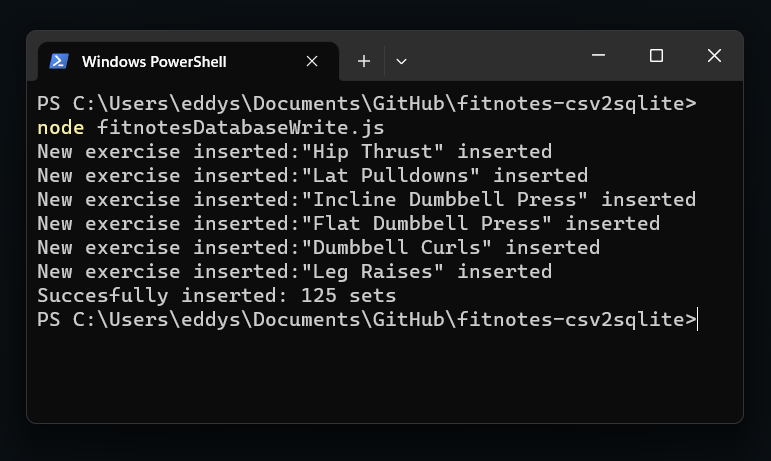 Windows PowerShell
PS C:\Users\eddys\Documents\GitHub\fitnotes-csv2sqlite>
node fitnotesDatabaseWrite.js
New exercise inserted:"Hip Thrust" inserted
New exercise inserted:"Lat Pulldowns" inserted
New exercise inserted:"Incline Dumbbell Press" inserted
New exercise inserted:"Flat Dumbbell Press" inserted
New exercise inserted:"Dumbbell Curls" inserted
New exercise inserted:"Leg Raises" inserted
Succesfully inserted: 125 sets
PS C:\Users\eddys\Documents\GitHub\fitnotes-csv2sqlite>